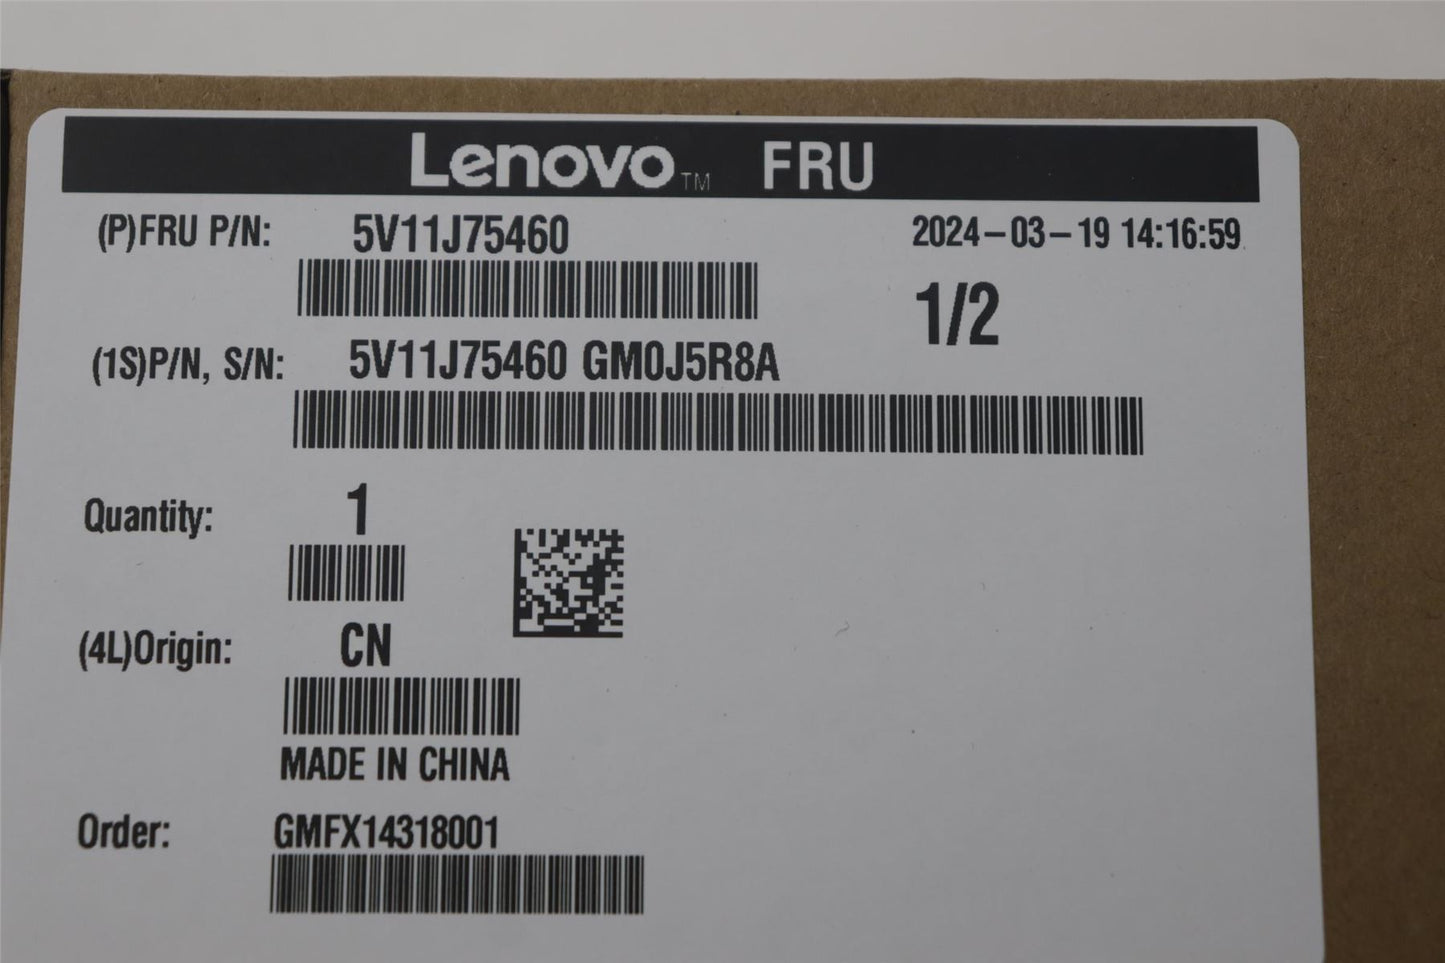 Lenovo™ FRU
(P)FRU P/N: 5V11J75460 2024-03-19 14:16:59
1/2
(1S)P/N, S/N: 5V11J75460 GM0J5R8A
Quantity: 1
(4L)Origin: CN
MADE IN CHINA
Order: GMFX14318001